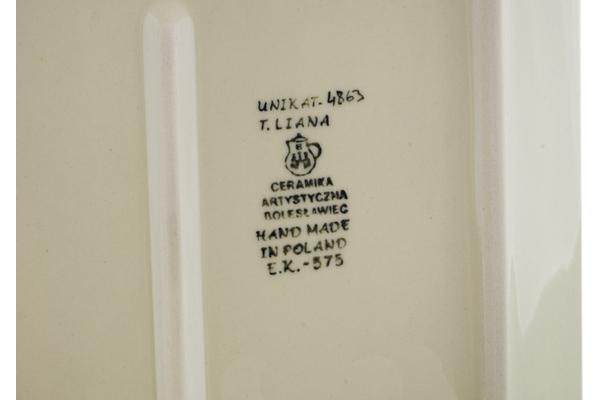 UNIKAT-4863
T. LIANA
B
CERAMIKA
ARTYSTYCZNA
BOLESŁAWIEC
HAND MADE
IN POLAND
E.K.-575